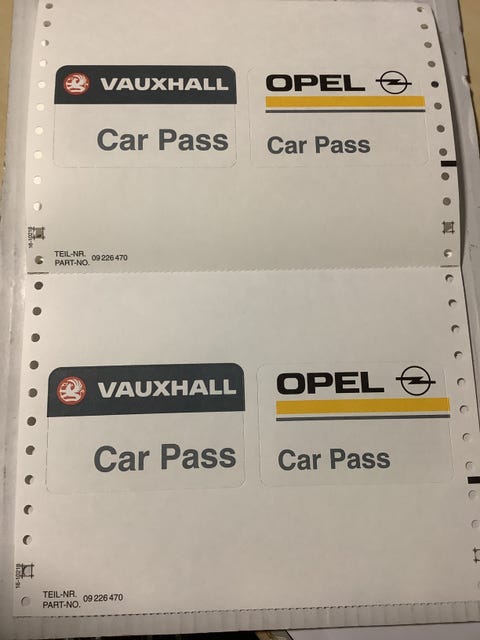 VAUXHALL
Car Pass
OPEL
Car Pass
TEIL-NR.
PART-NO. 09 226 470
VAUXHALL
Car Pass
OPEL
Car Pass
TEIL-NR.
PART-NO. 09 226 470